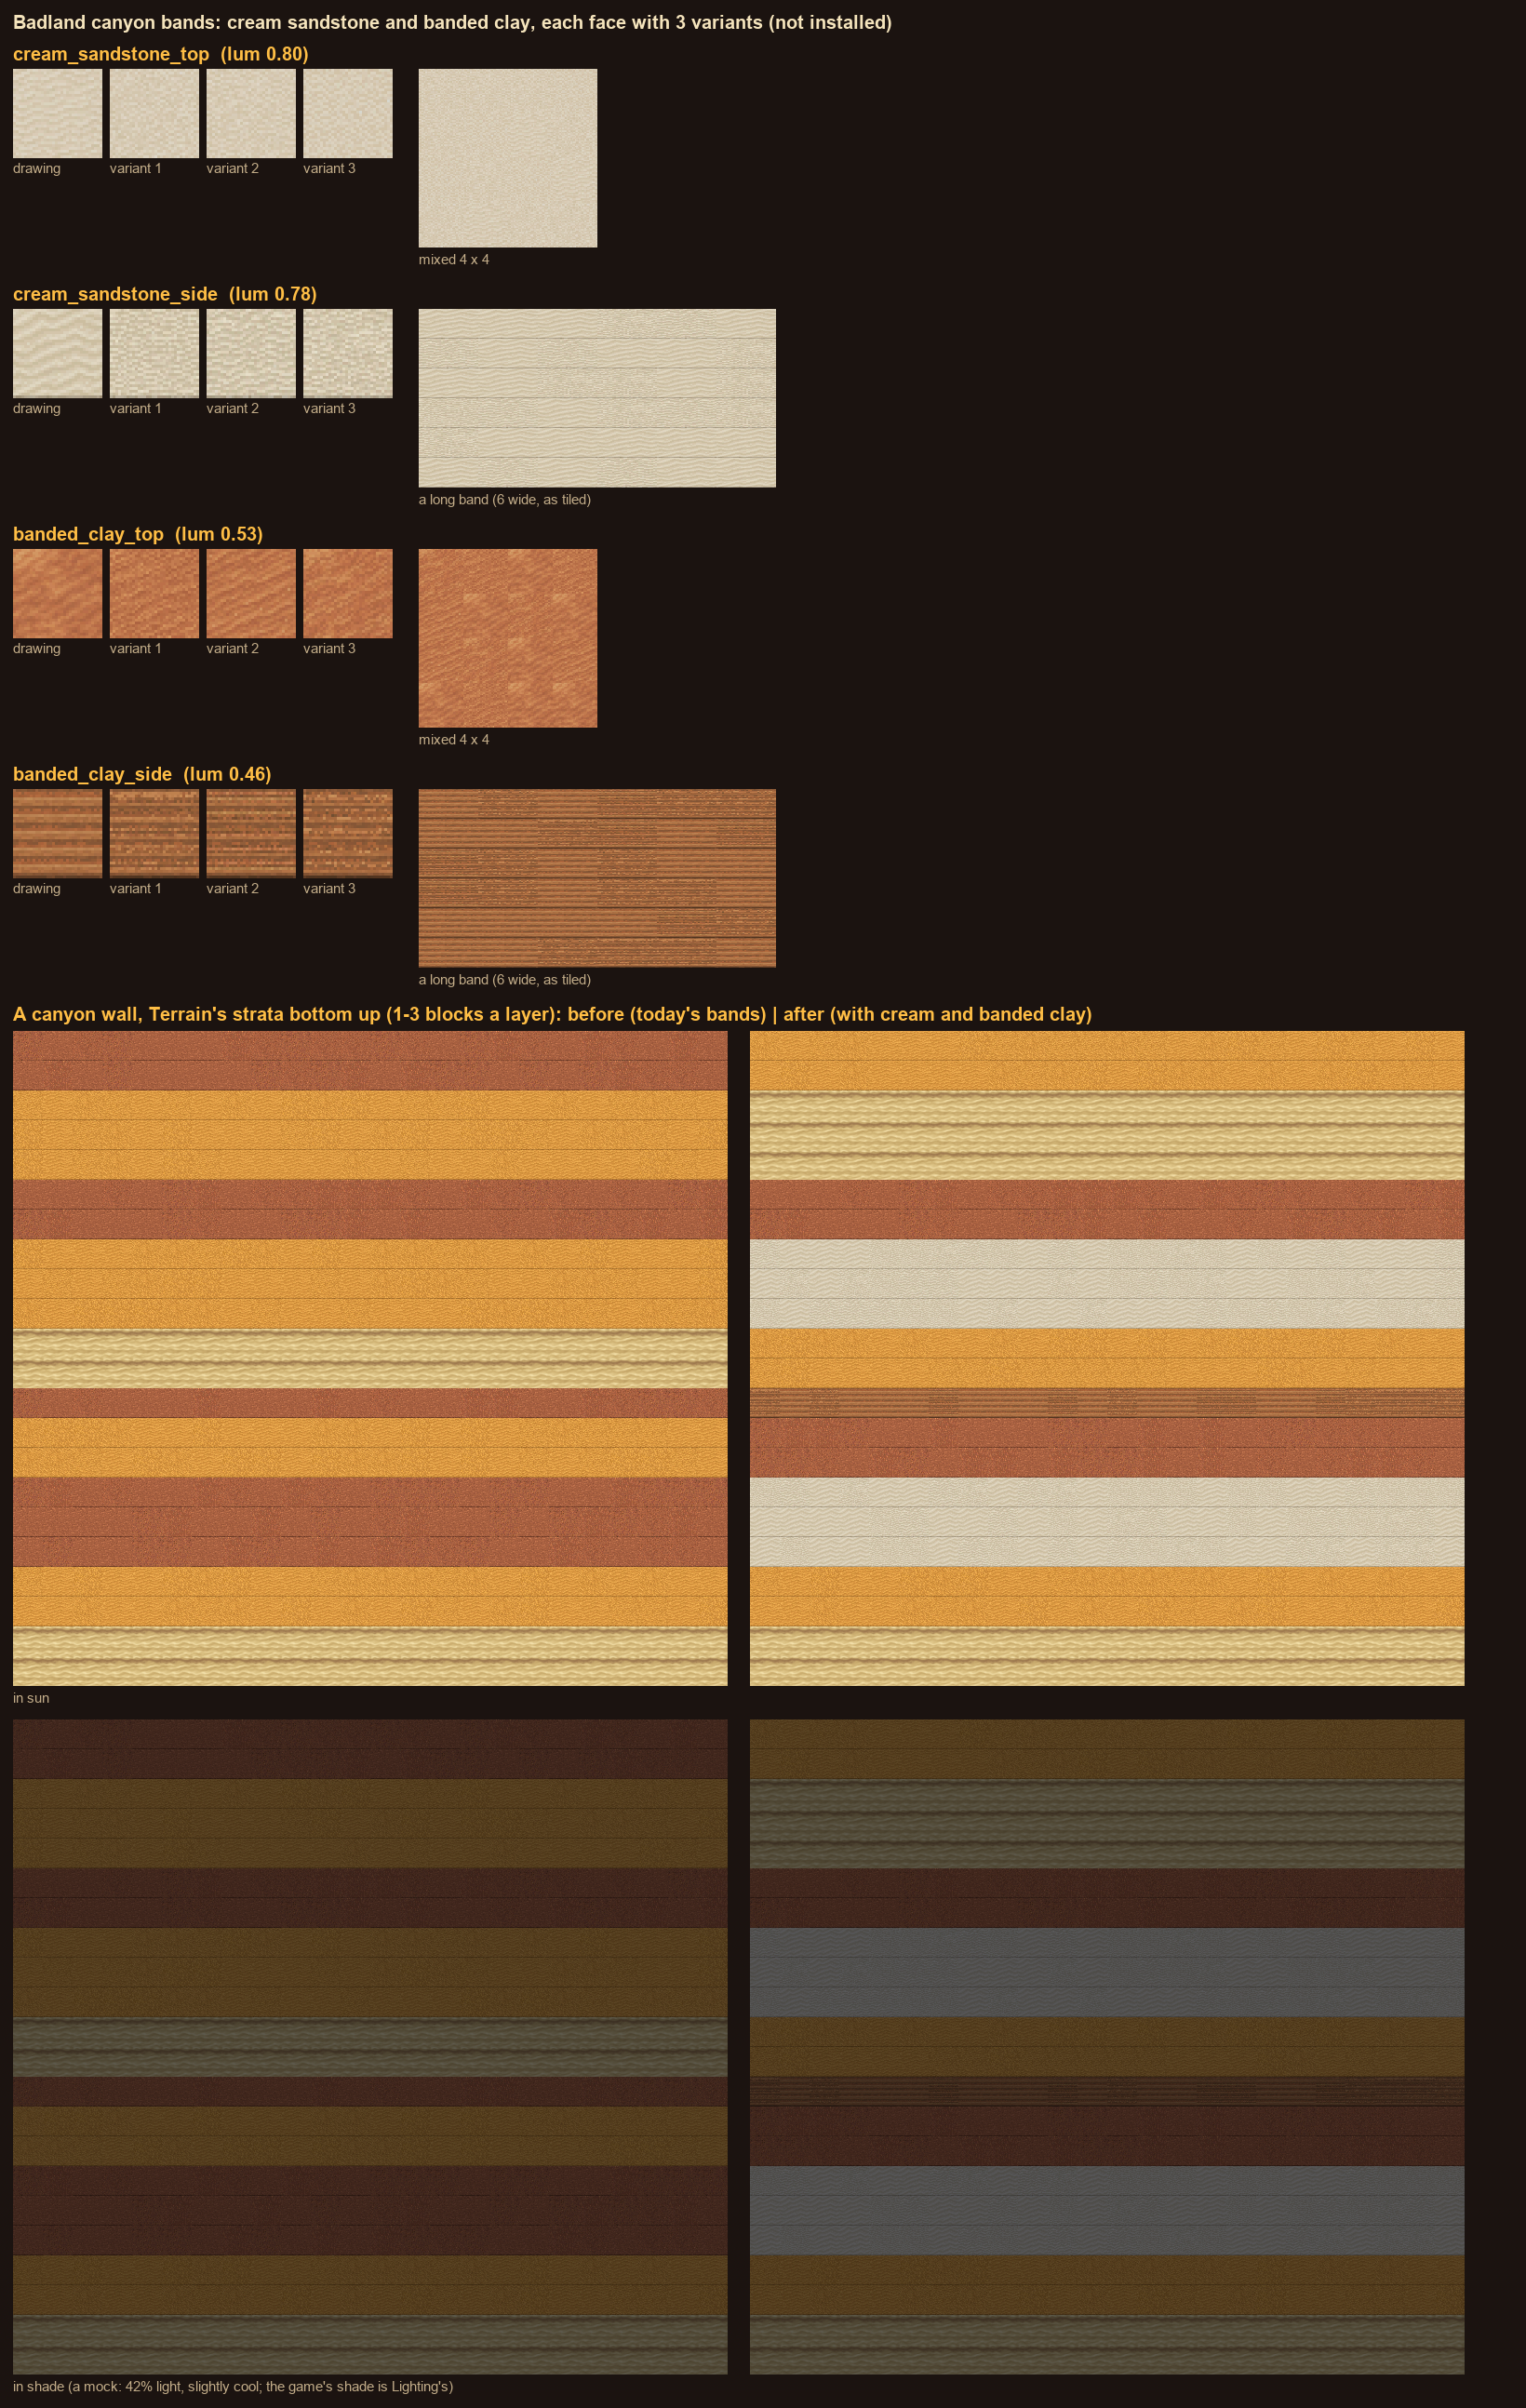 Badland canyon bands: cream sandstone and banded clay, each face with 3 variants (not installed)
cream_sandstone_top (lum 0.80)
drawing variant 1 variant 2 variant 3
mixed 4 x 4
cream_sandstone_side (lum 0.78)
drawing variant 1 variant 2 variant 3
a long band (6 wide, as tiled)
banded_clay_top (lum 0.53)
drawing variant 1 variant 2 variant 3
mixed 4 x 4
banded_clay_side (lum 0.46)
drawing variant 1 variant 2 variant 3
a long band (6 wide, as tiled)
A canyon wall, Terrain's strata bottom up (1-3 blocks a layer): before (today's bands) | after (with cream and banded clay)
in sun
in shade (a mock: 42% light, slightly cool; the game's shade is Lighting's)